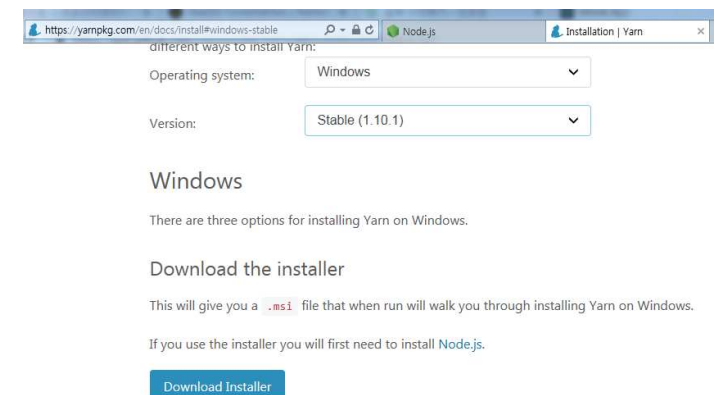 https://yarnpkg.com/en/docs/install#windows-stable
Node.js
Installation | Yarn
different ways to install Yarn:
Operating system:
Windows
Version:
Stable (1.10.1)
Windows
There are three options for installing Yarn on Windows.
Download the installer
This will give you a .msi file that when run will walk you through installing Yarn on Windows.
If you use the installer you will first need to install Node.js.
Download Installer